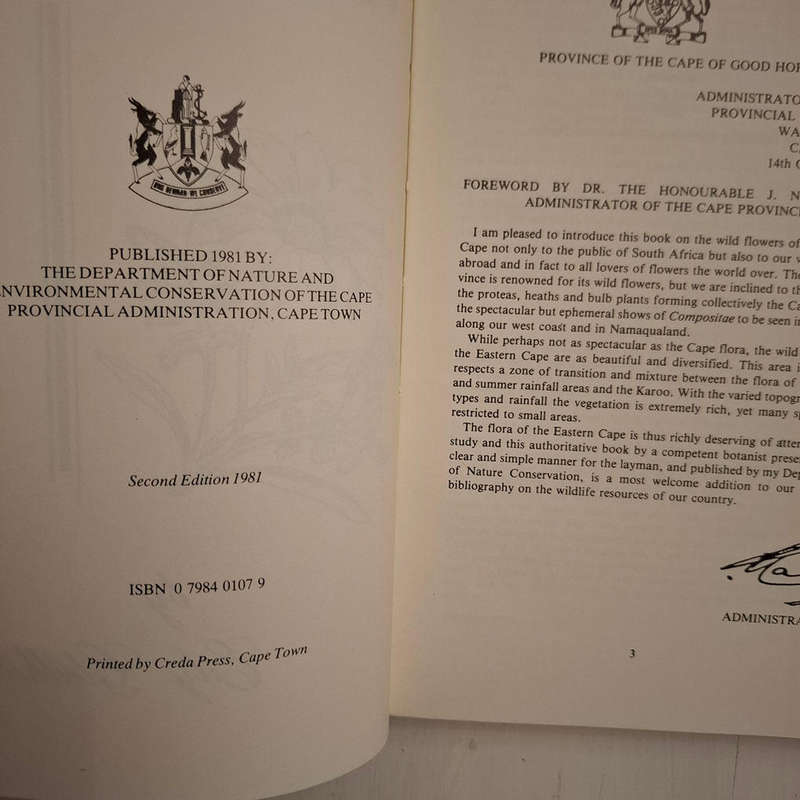 PUBLISHED 1981 BY:
THE DEPARTMENT OF NATURE AND
NVIRONMENTAL CONSERVATION OF THE CAPE
PROVINCIAL ADMINISTRATION, CAPE TOWN
Second Edition 1981
ISBN 0 7984 0107 9
Printed by Creda Press, Cape Town
PROVINCE OF THE CAPE OF GOOD HO
ADMINISTRATO
PROVINCIAL
WA
C
14th
FOREWORD BY DR. THE HONOURABLE J. N
ADMINISTRATOR OF THE CAPE PROVINC
I am pleased to introduce this book on the wild flowers of
Cape not only to the public of South Africa but also to our
abroad and in fact to all lovers of flowers the world over. The
vince is renowned for its wild flowers, but we are inclined to th
the proteas, heaths and bulb plants forming collectively the Ca
the spectacular but ephemeral shows of Compositae to be seen i
along our west coast and in Namaqualand.
While perhaps not as spectacular as the Cape flora, the wild
the Eastern Cape are as beautiful and diversified. This area i
respects a zone of transition and mixture between the flora of
and summer rainfall areas and the Karoo. With the varied topogr
types and rainfall the vegetation is extremely rich, yet many s
restricted to small areas.
The flora of the Eastern Cape is thus richly deserving of atte
study and this authoritative book by a competent botanist prese
clear and simple manner for the layman, and published by my De
of Nature Conservation, is a most welcome addition to our
bibliography on the wildlife resources of our country.
ADMINISTRA
3